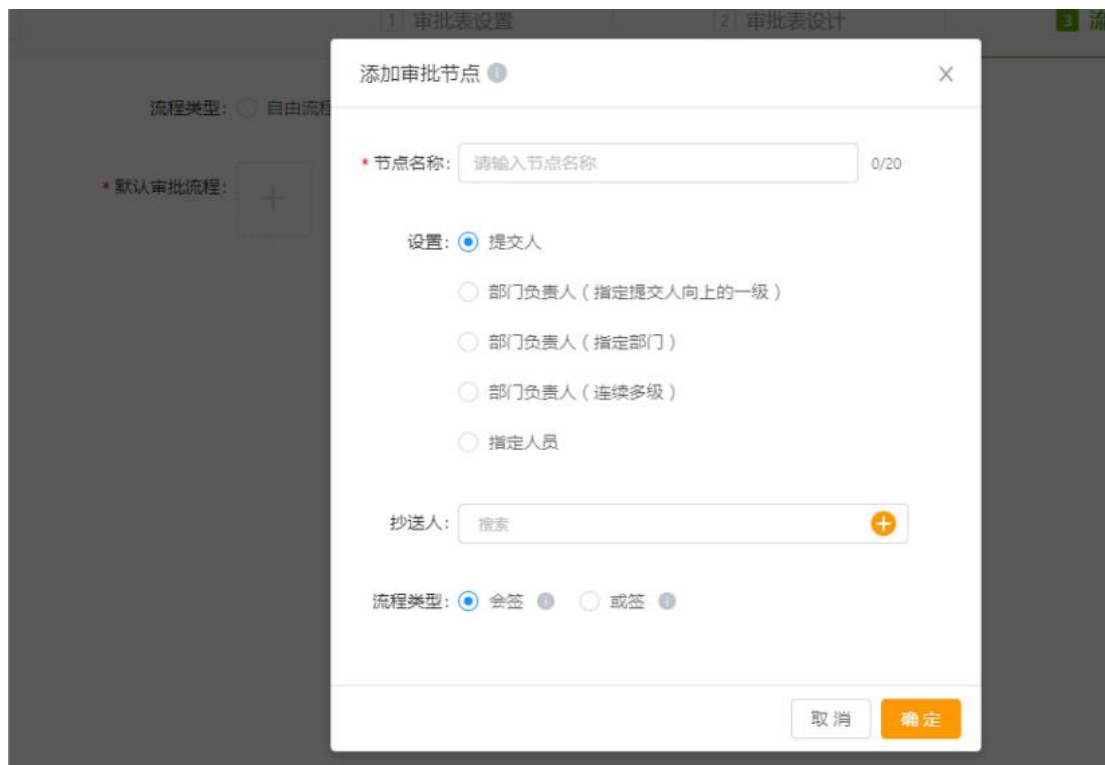 1 审批表设置
2 审批表设计
3 流
添加审批节点
流程类型: 自由流程
* 节点名称: 请输入节点名称 0/20
* 默认审批流程:
设置: 提交人
部门负责人（指定提交人向上的一级）
部门负责人（指定部门）
部门负责人（连续多级）
指定人员
抄送人: 搜索
流程类型: 会签 或签
取消 确定